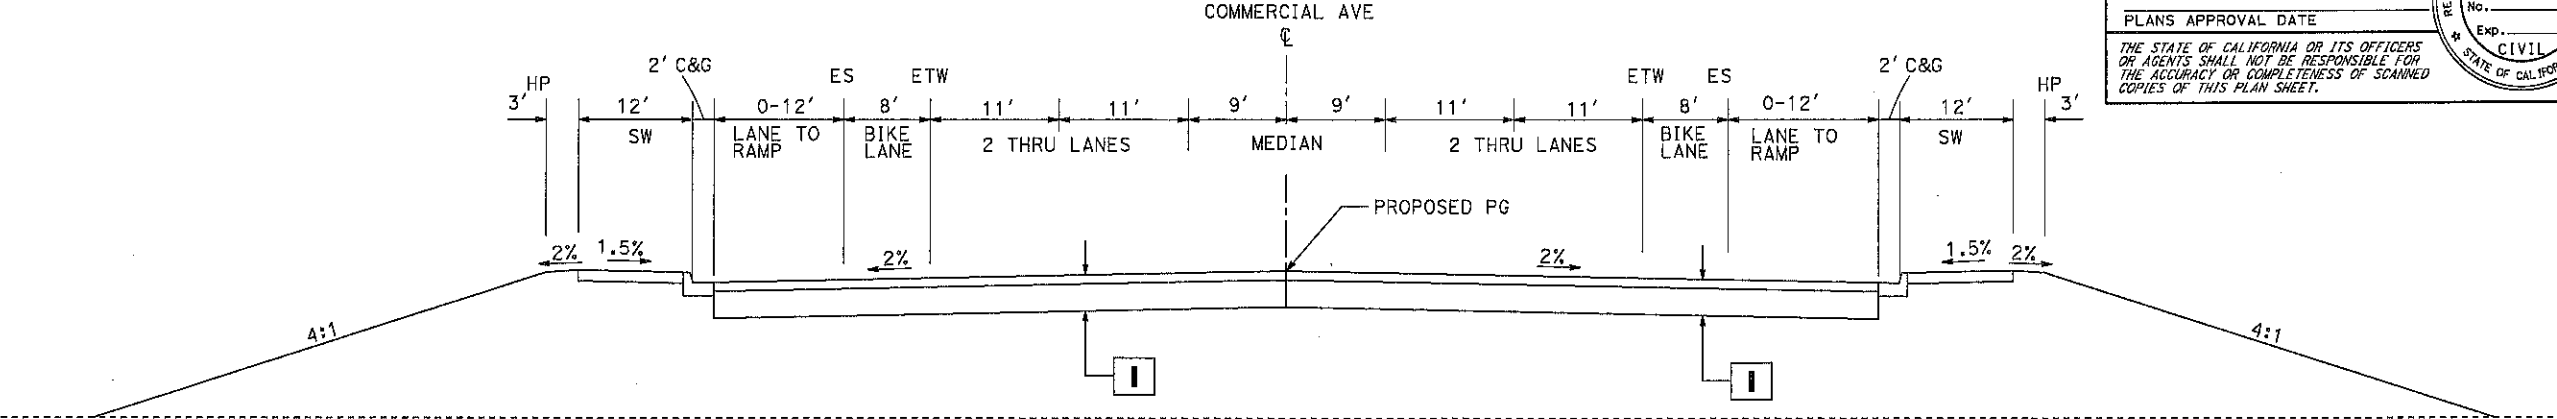 COMMERCIAL AVE
℄
HP
3'
2' C&G
12'
SW
0-12'
LANE TO
RAMP
ES
8'
BIKE
LANE
ETW
11'
11'
2 THRU LANES
9'
9'
MEDIAN
11'
11'
2 THRU LANES
ETW
8'
BIKE
LANE
ES
0-12'
LANE TO
RAMP
2' C&G
12'
SW
HP
3'
PROPOSED PG
2%
1.5%
2%
2%
1.5%
2%
4:1
4:1
I
I
PLANS APPROVAL DATE
THE STATE OF CALIFORNIA OR ITS OFFICERS
OR AGENTS SHALL NOT BE RESPONSIBLE FOR
THE ACCURACY OR COMPLETENESS OF SCANNED
COPIES OF THIS PLAN SHEET.
No.
Exp.
CIVIL
STATE OF